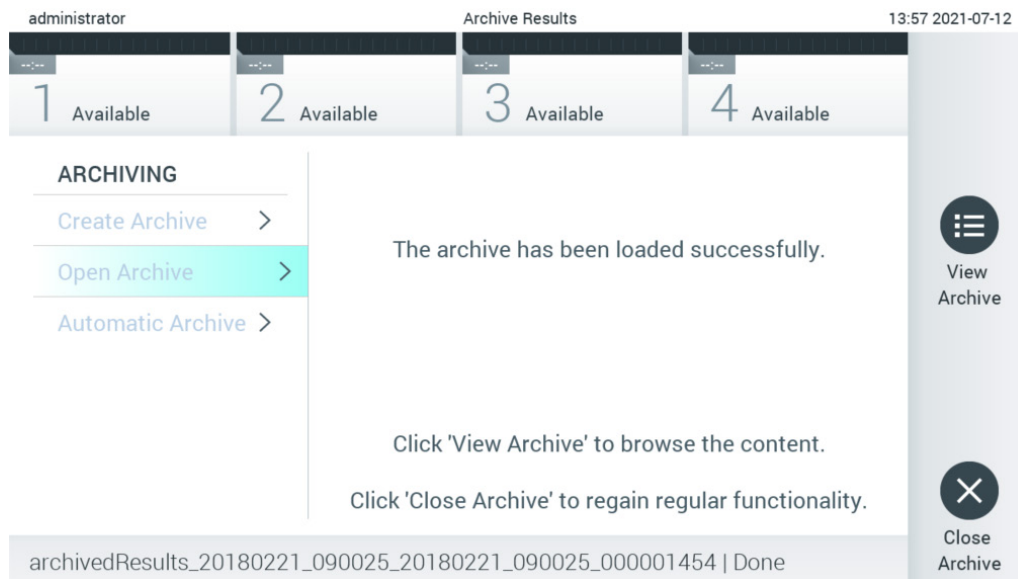 administrator Archive Results 13:57 2021-07-12
--:-- --:-- --:-- --:--
1 Available 2 Available 3 Available 4 Available
ARCHIVING
Create Archive
Open Archive
Automatic Archive
The archive has been loaded successfully.
Click 'View Archive' to browse the content.
Click 'Close Archive' to regain regular functionality.
View
Archive
Close
Archive
archivedResults_20180221_090025_20180221_090025_000001454 | Done